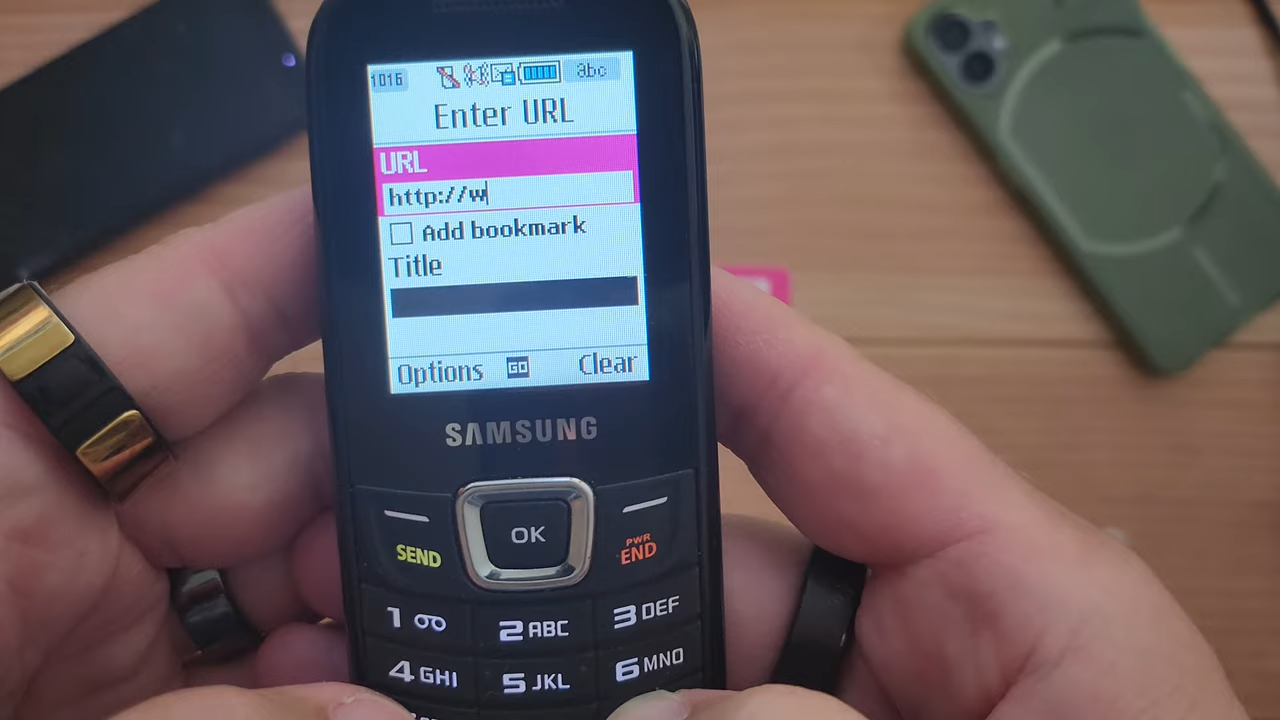 1016 abc
Enter URL
URL
http://w
Add bookmark
Title
Options GO Clear
SAMSUNG
OK
SEND PWR
END
1 2 ABC 3 DEF
4 GHI 5 JKL 6 MNO